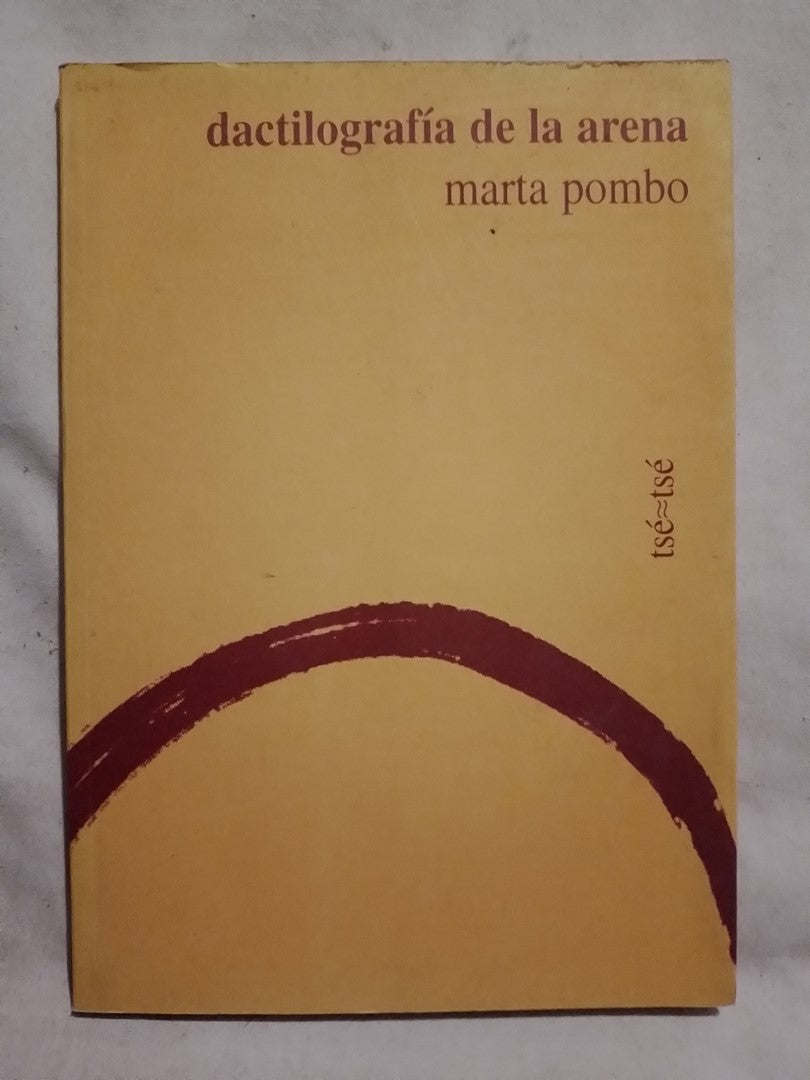 dactilografía de la arena
marta pombo
tsé≈tsé